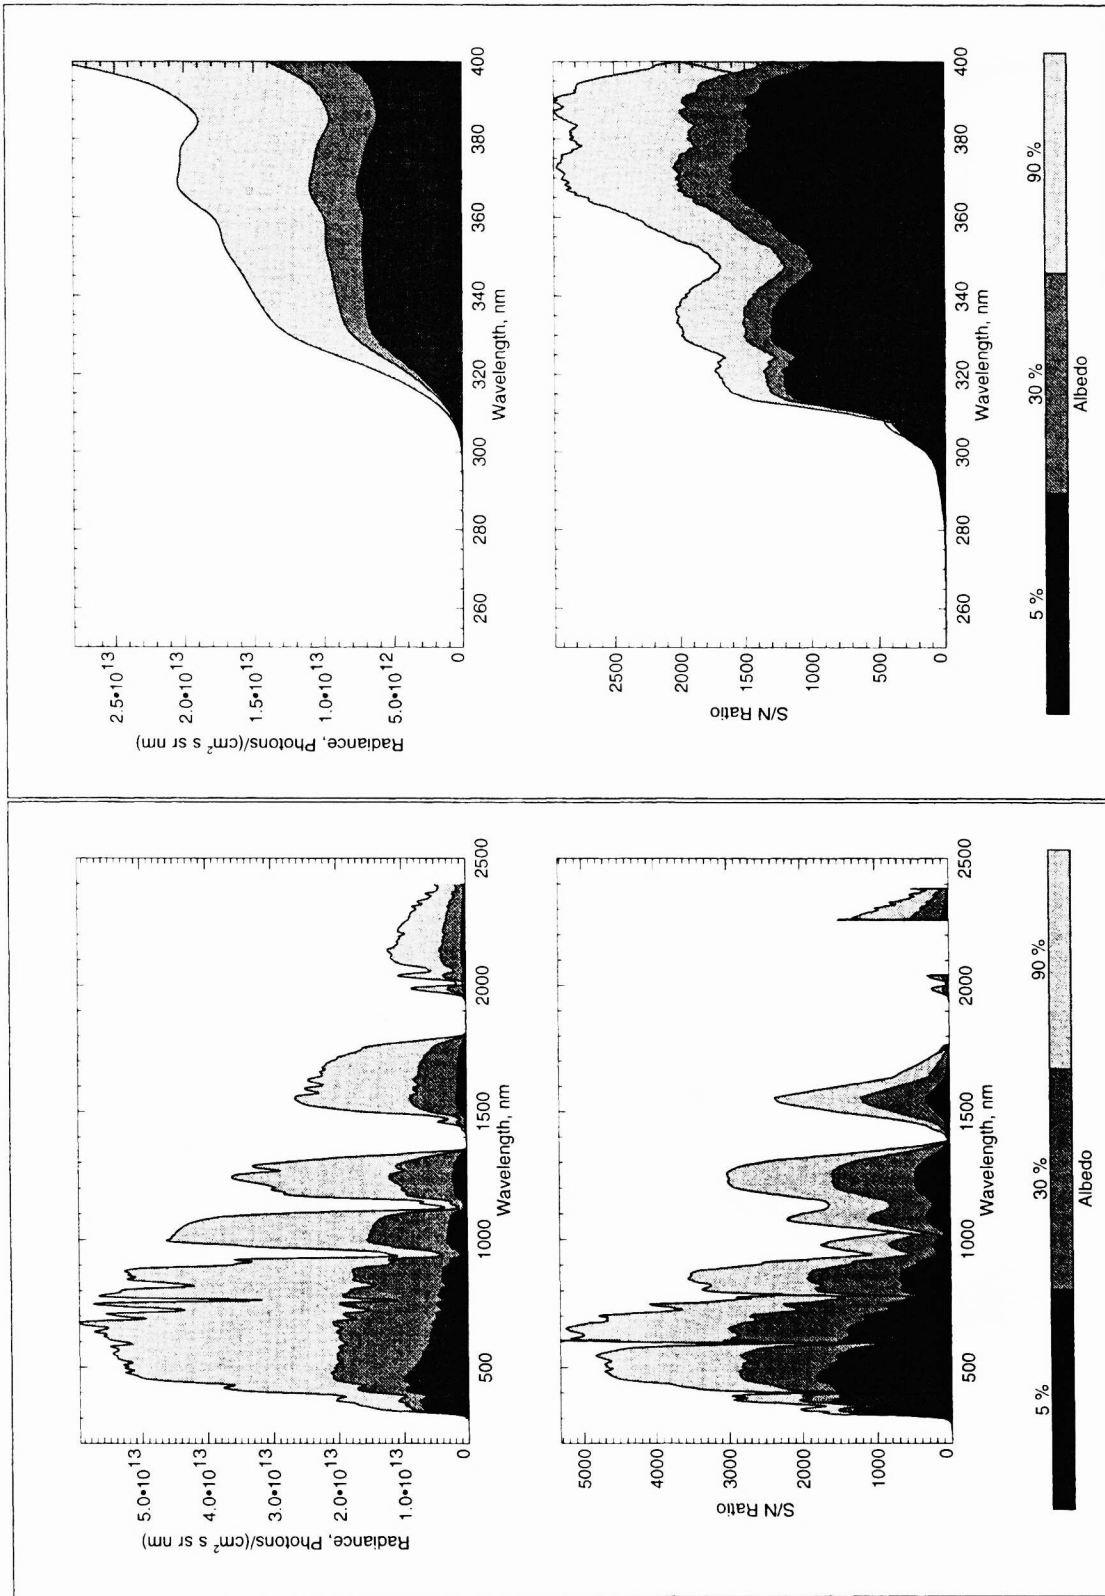 Radiance, Photons/(cm² s sr nm)
5.0•10¹³
4.0•10¹³
3.0•10¹³
2.0•10¹³
1.0•10¹³
0
500 1000 1500 2000 2500
Wavelength, nm
S/N Ratio
5000
4000
3000
2000
1000
0
500 1000 1500 2000 2500
Wavelength, nm
5 % 30 % 90 %
Albedo
Radiance, Photons/(cm² s sr nm)
2.5•10¹³
2.0•10¹³
1.5•10¹³
1.0•10¹³
5.0•10¹²
0
260 280 300 320 340 360 380 400
Wavelength, nm
S/N Ratio
2500
2000
1500
1000
500
0
260 280 300 320 340 360 380 400
Wavelength, nm
5 % 30 % 90 %
Albedo